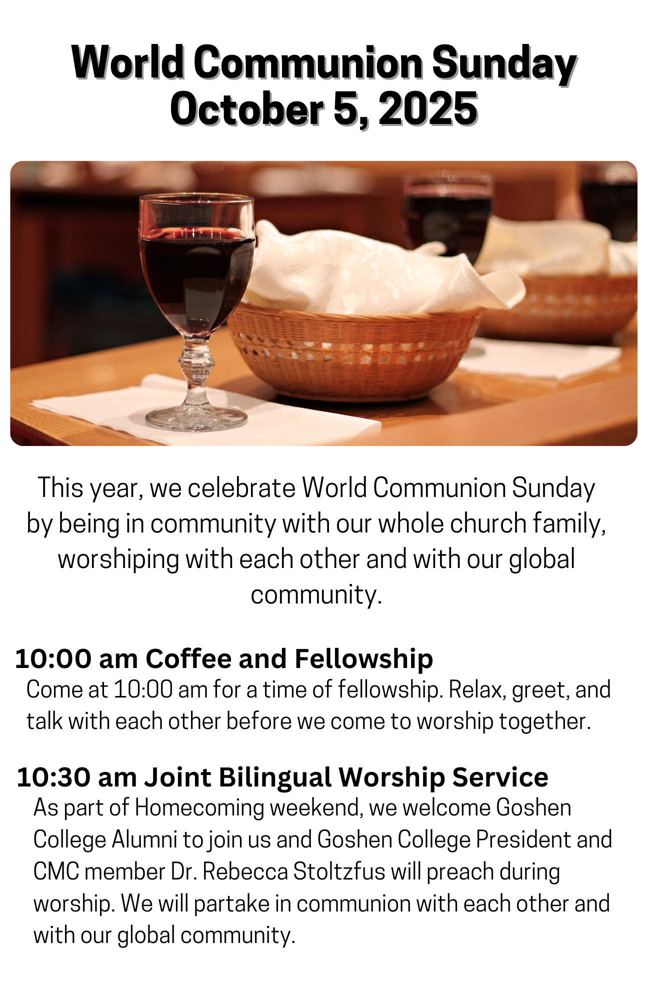 World Communion Sunday
October 5, 2025
This year, we celebrate World Communion Sunday
by being in community with our whole church family,
worshiping with each other and with our global
community.
10:00 am Coffee and Fellowship
Come at 10:00 am for a time of fellowship. Relax, greet, and
talk with each other before we come to worship together.
10:30 am Joint Bilingual Worship Service
As part of Homecoming weekend, we welcome Goshen
College Alumni to join us and Goshen College President and
CMC member Dr. Rebecca Stoltzfus will preach during
worship. We will partake in communion with each other and
with our global community.